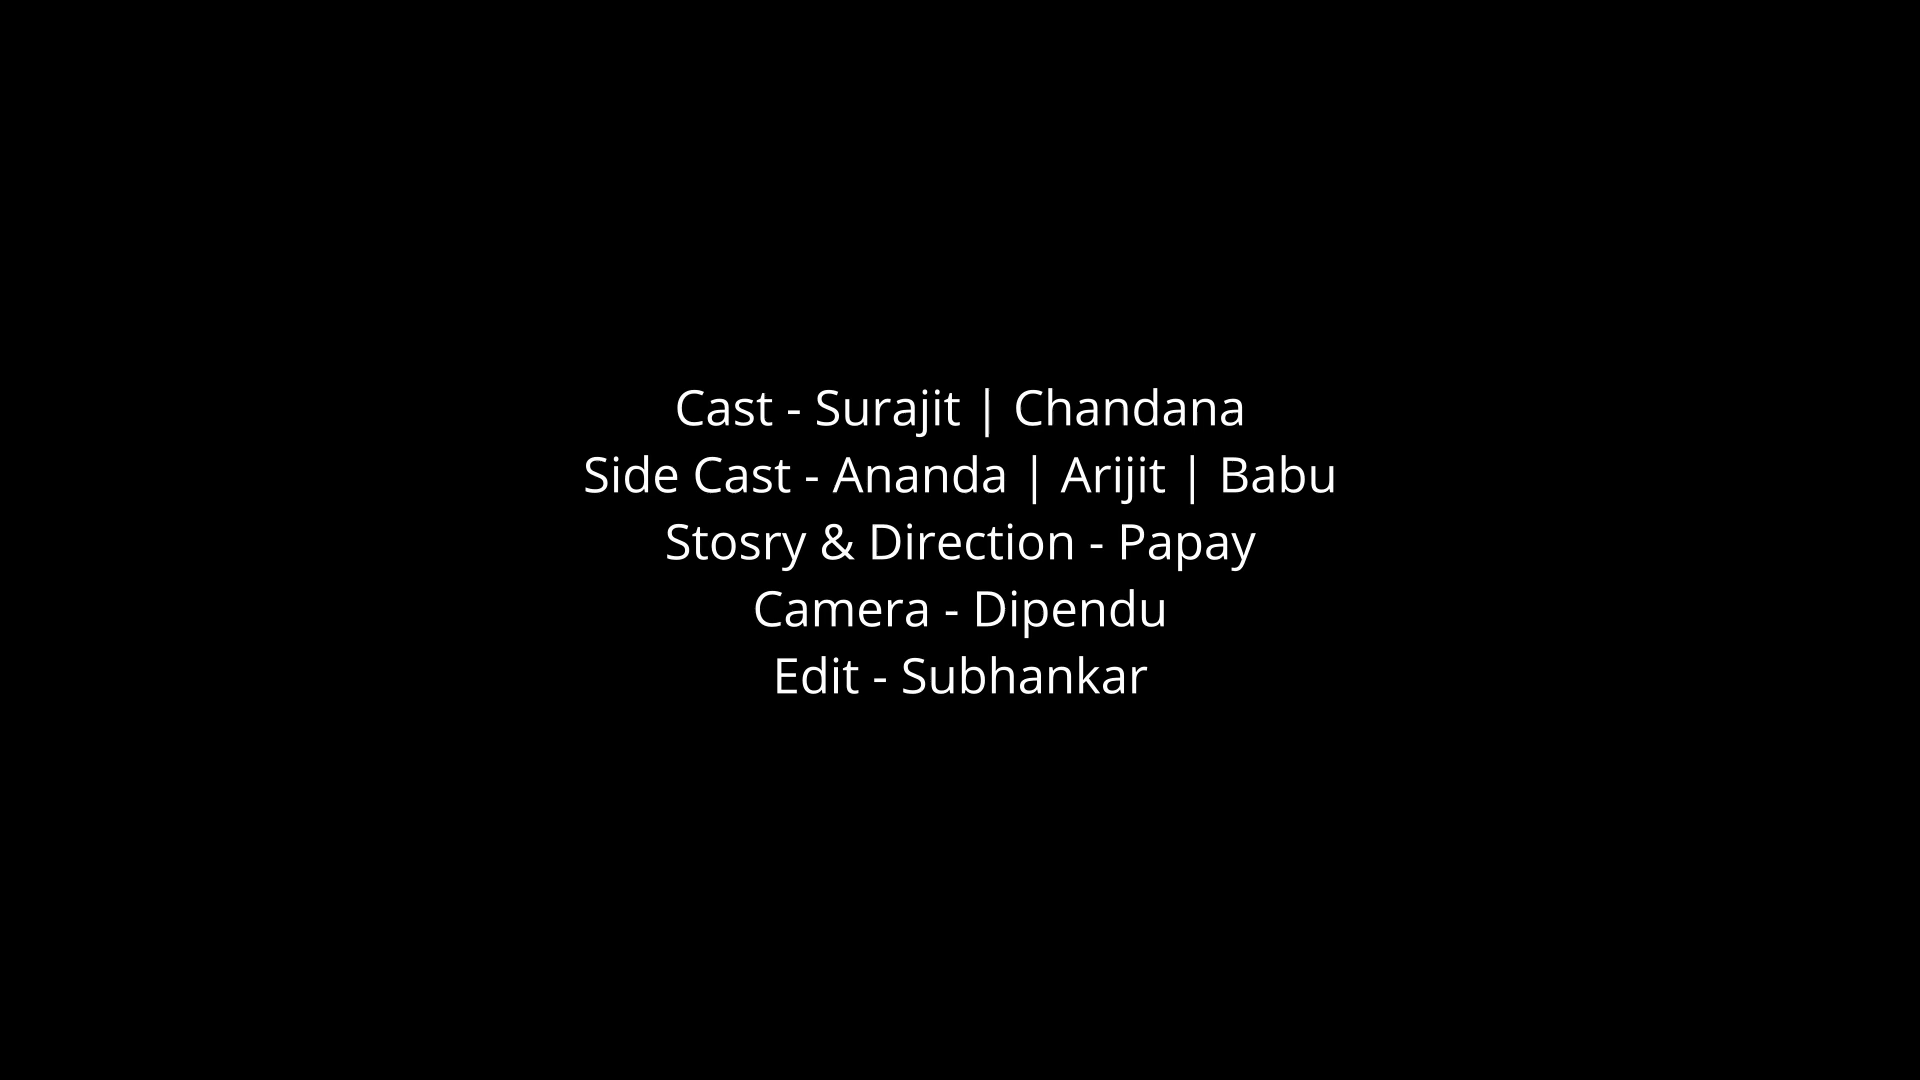 Cast - Surajit | Chandana
Side Cast - Ananda | Arijit | Babu
Stosry & Direction - Papay
Camera - Dipendu
Edit - Subhankar